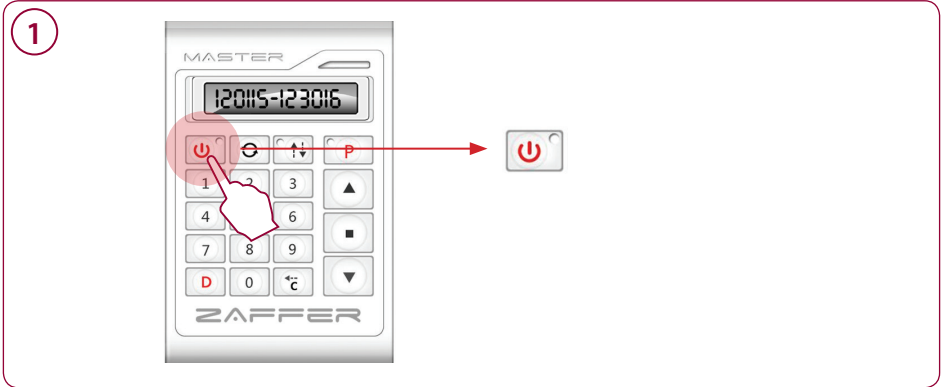 1
MASTER
120115-123016
P
1 2 3
4 6
7 8 9
D 0 C
ZAFFER